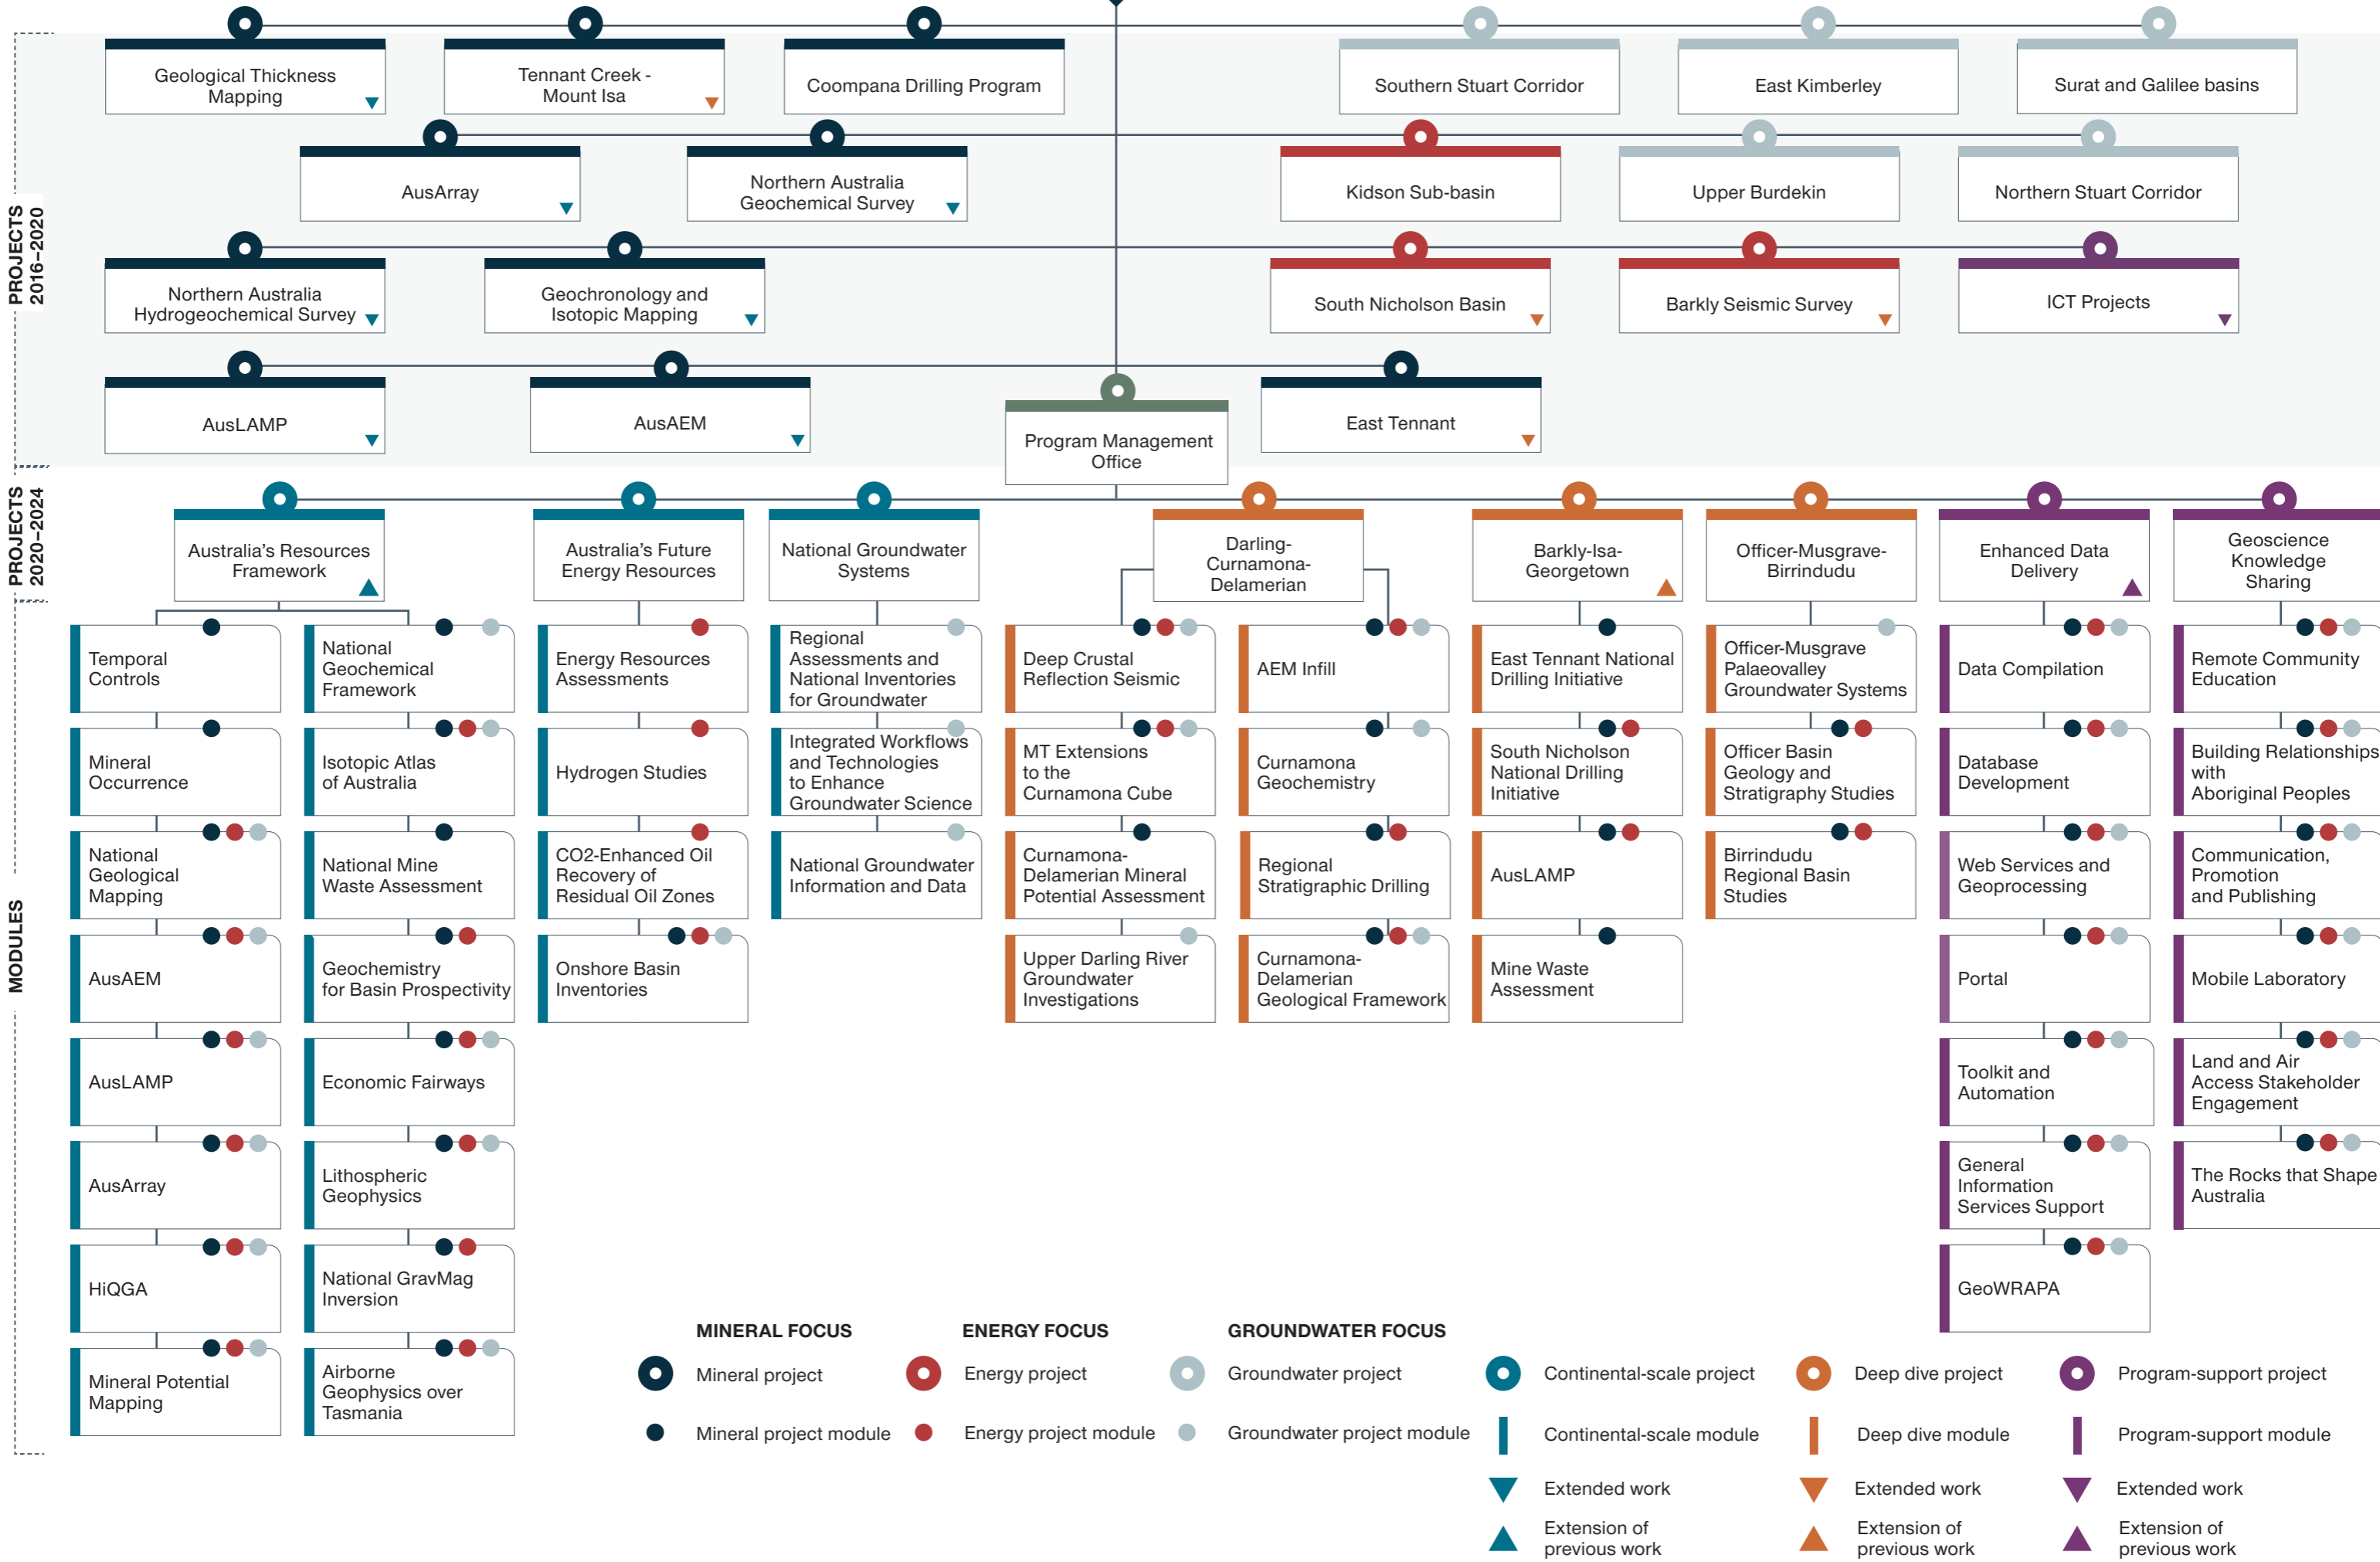 PROJECTS
2016–2020
Geological Thickness
Mapping
Tennant Creek -
Mount Isa
Coompana Drilling Program
Southern Stuart Corridor
East Kimberley
Surat and Galilee basins
AusArray
Northern Australia
Geochemical Survey
Kidson Sub-basin
Upper Burdekin
Northern Stuart Corridor
Northern Australia
Hydrogeochemical Survey
Geochronology and
Isotopic Mapping
South Nicholson Basin
Barkly Seismic Survey
ICT Projects
AusLAMP
AusAEM
Program Management
Office
East Tennant
PROJECTS
2020–2024
Australia's Resources
Framework
Australia's Future
Energy Resources
National Groundwater
Systems
Darling-
Curnamona-
Delamerian
Barkly-Isa-
Georgetown
Officer-Musgrave-
Birrindudu
Enhanced Data
Delivery
Geoscience
Knowledge
Sharing
MODULES
Temporal
Controls
Mineral
Occurrence
National
Geological
Mapping
AusAEM
AusLAMP
AusArray
HiQGA
Mineral Potential
Mapping
National
Geochemical
Framework
Isotopic Atlas
of Australia
National Mine
Waste Assessment
Geochemistry
for Basin Prospectivity
Economic Fairways
Lithospheric
Geophysics
National GravMag
Inversion
Airborne
Geophysics over
Tasmania
Energy Resources
Assessments
Hydrogen Studies
CO2-Enhanced Oil
Recovery of
Residual Oil Zones
Onshore Basin
Inventories
Regional
Assessments and
National Inventories
for Groundwater
Integrated Workflows
and Technologies
to Enhance
Groundwater Science
National Groundwater
Information and Data
Deep Crustal
Reflection Seismic
MT Extensions
to the
Curnamona Cube
Curnamona-
Delamerian Mineral
Potential Assessment
Upper Darling River
Groundwater
Investigations
AEM Infill
Curnamona
Geochemistry
Regional
Stratigraphic Drilling
Curnamona-
Delamerian
Geological Framework
East Tennant National
Drilling Initiative
South Nicholson
National Drilling
Initiative
AusLAMP
Mine Waste
Assessment
Officer-Musgrave
Palaeovalley
Groundwater Systems
Officer Basin
Geology and
Stratigraphy Studies
Birrindudu
Regional Basin
Studies
Data Compilation
Database
Development
Web Services and
Geoprocessing
Portal
Toolkit and
Automation
General
Information
Services Support
GeoWRAPA
Remote Community
Education
Building Relationships
with
Aboriginal Peoples
Communication,
Promotion
and Publishing
Mobile Laboratory
Land and Air
Access Stakeholder
Engagement
The Rocks that Shape
Australia
MINERAL FOCUS
Mineral project
Mineral project module
ENERGY FOCUS
Energy project
Energy project module
GROUNDWATER FOCUS
Groundwater project
Groundwater project module
Continental-scale project
Continental-scale module
Extended work
Extension of
previous work
Deep dive project
Deep dive module
Extended work
Extension of
previous work
Program-support project
Program-support module
Extended work
Extension of
previous work